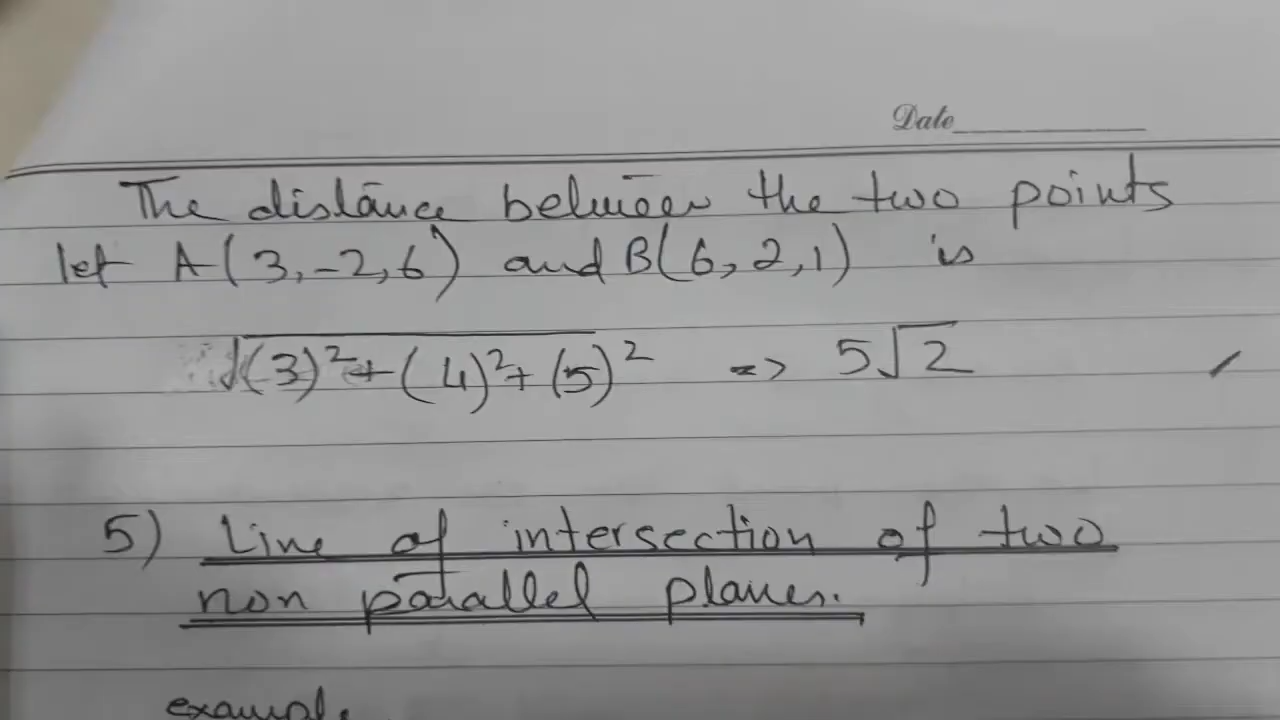 Date
The distance between the two points
let A(3,-2,6) and B(6,2,1) is
√(3)²+(4)²+(5)² => 5√2
5) Line of intersection of two
non parallel planes.
example